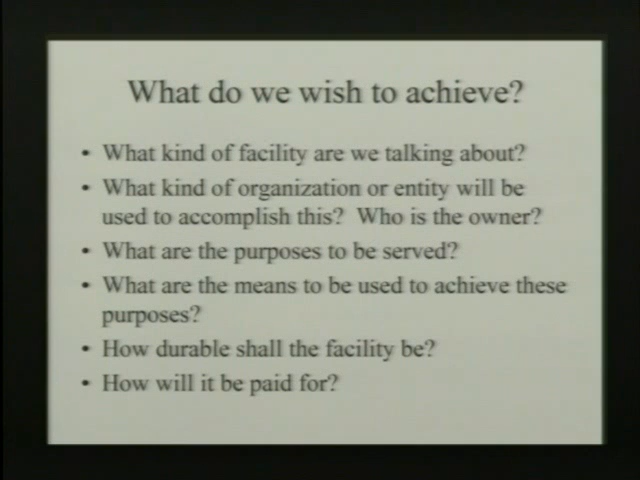 What do we wish to achieve?
• What kind of facility are we talking about?
• What kind of organization or entity will be
used to accomplish this?  Who is the owner?
• What are the purposes to be served?
• What are the means to be used to achieve these
purposes?
• How durable shall the facility be?
• How will it be paid for?